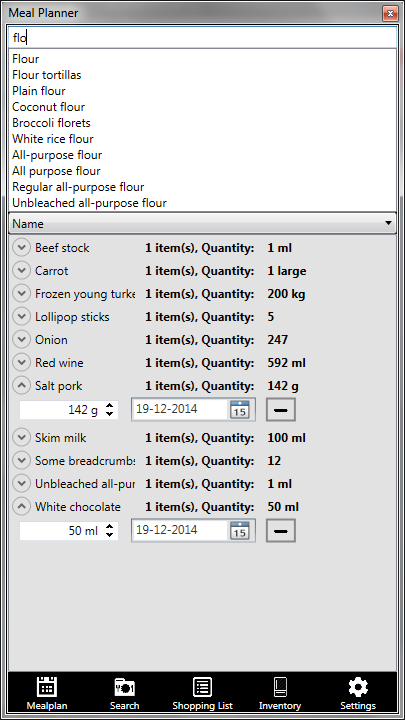 Meal Planner
flo
Flour
Flour tortillas
Plain flour
Coconut flour
Broccoli florets
White rice flour
All-purpose flour
All purpose flour
Regular all-purpose flour
Unbleached all-purpose flour
Name
Beef stock 1 item(s), Quantity: 1 ml
Carrot 1 item(s), Quantity: 1 large
Frozen young turke 1 item(s), Quantity: 200 kg
Lollipop sticks 1 item(s), Quantity: 5
Onion 1 item(s), Quantity: 247
Red wine 1 item(s), Quantity: 592 ml
Salt pork 1 item(s), Quantity: 142 g
142 g 19-12-2014 15
Skim milk 1 item(s), Quantity: 100 ml
Some breadcrumbs 1 item(s), Quantity: 12
Unbleached all-pur 1 item(s), Quantity: 1 ml
White chocolate 1 item(s), Quantity: 50 ml
50 ml 19-12-2014 15
Mealplan Search Shopping List Inventory Settings